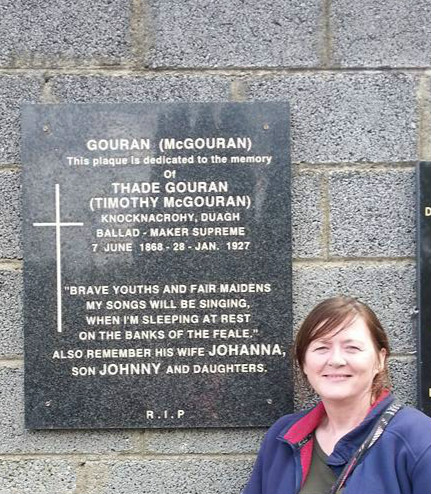 GOURAN (McGOURAN)
This plaque is dedicated to the memory
Of
THADE GOURAN
(TIMOTHY McGOURAN)
KNOCKNACROHY, DUAGH
BALLAD - MAKER SUPREME
7 JUNE 1868 - 28 - JAN. 1927
"BRAVE YOUTHS AND FAIR MAIDENS
MY SONGS WILL BE SINGING,
WHEN I'M SLEEPING AT REST
ON THE BANKS OF THE FEALE."
ALSO REMEMBER HIS WIFE JOHANNA,
SON JOHNNY AND DAUGHTERS.
R.I.P